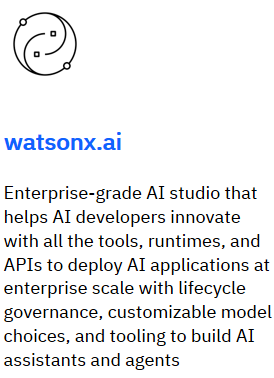 watsonx.ai
Enterprise-grade AI studio that
helps AI developers innovate
with all the tools, runtimes, and
APIs to deploy AI applications at
enterprise scale with lifecycle
governance, customizable model
choices, and tooling to build AI
assistants and agents